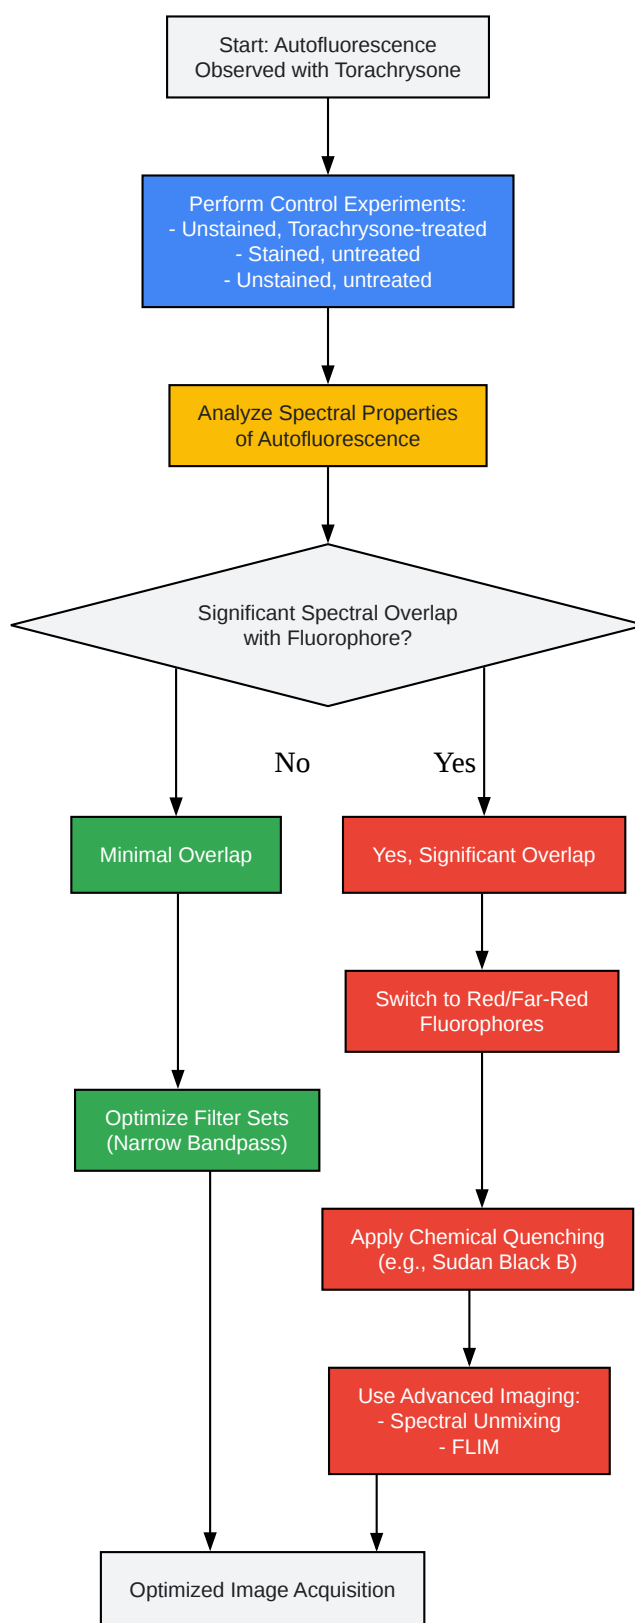 Start: Autofluorescence
Observed with Torachrysone
Perform Control Experiments:
- Unstained, Torachrysone-treated
- Stained, untreated
- Unstained, untreated
Analyze Spectral Properties
of Autofluorescence
Significant Spectral Overlap
with Fluorophore?
No
Yes
Minimal Overlap
Yes, Significant Overlap
Switch to Red/Far-Red
Fluorophores
Optimize Filter Sets
(Narrow Bandpass)
Apply Chemical Quenching
(e.g., Sudan Black B)
Use Advanced Imaging:
- Spectral Unmixing
- FLIM
Optimized Image Acquisition